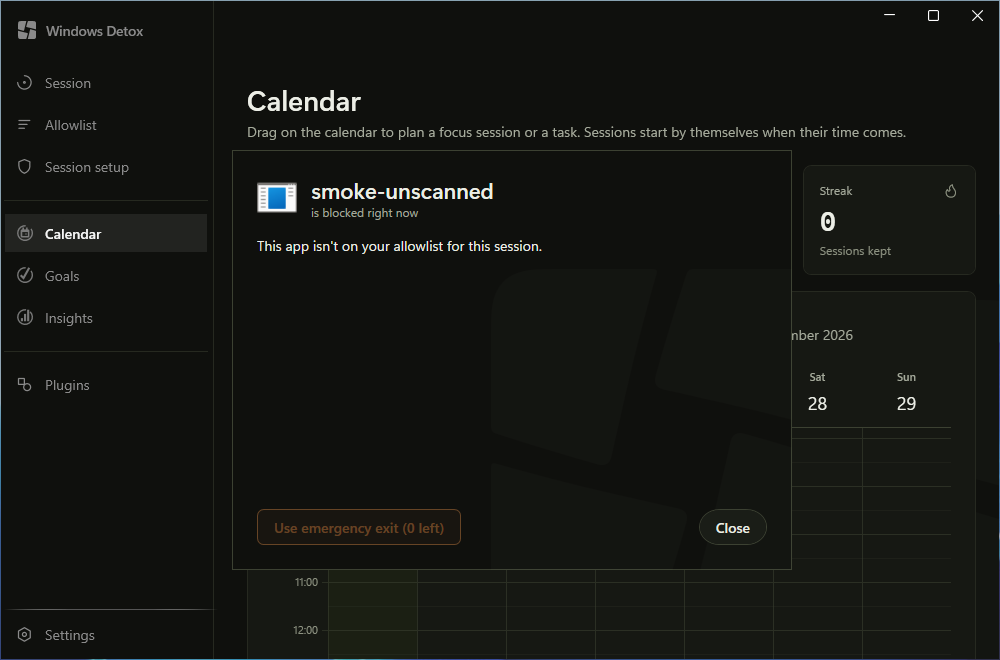 Windows Detox
Session
Allowlist
Session setup
Calendar
Goals
Insights
Plugins
Settings
Calendar
Drag on the calendar to plan a focus session or a task. Sessions start by themselves when their time comes.
smoke-unscanned
is blocked right now
This app isn't on your allowlist for this session.
Use emergency exit (0 left)
Close
Streak
0
Sessions kept
2026
Sat
Sun
28
29
11:00
12:00